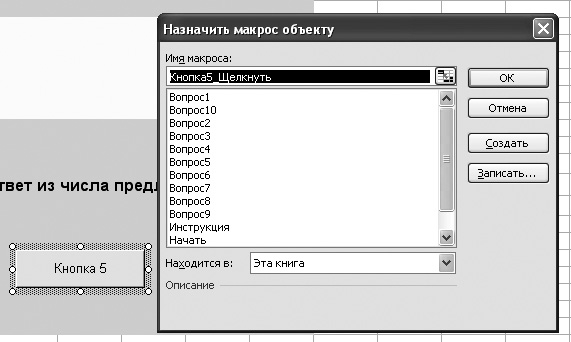 Назначить макрос объекту
Имя макроса:
Кнопка5_Щелкнуть
Вопрос1
Вопрос10
Вопрос2
Вопрос3
Вопрос4
Вопрос5
Вопрос6
Вопрос7
Вопрос8
Вопрос9
Инструкция
Начать
Находится в: Эта книга
Описание
ОК
Отмена
Создать
Записать...
твет из числа пред
Кнопка 5